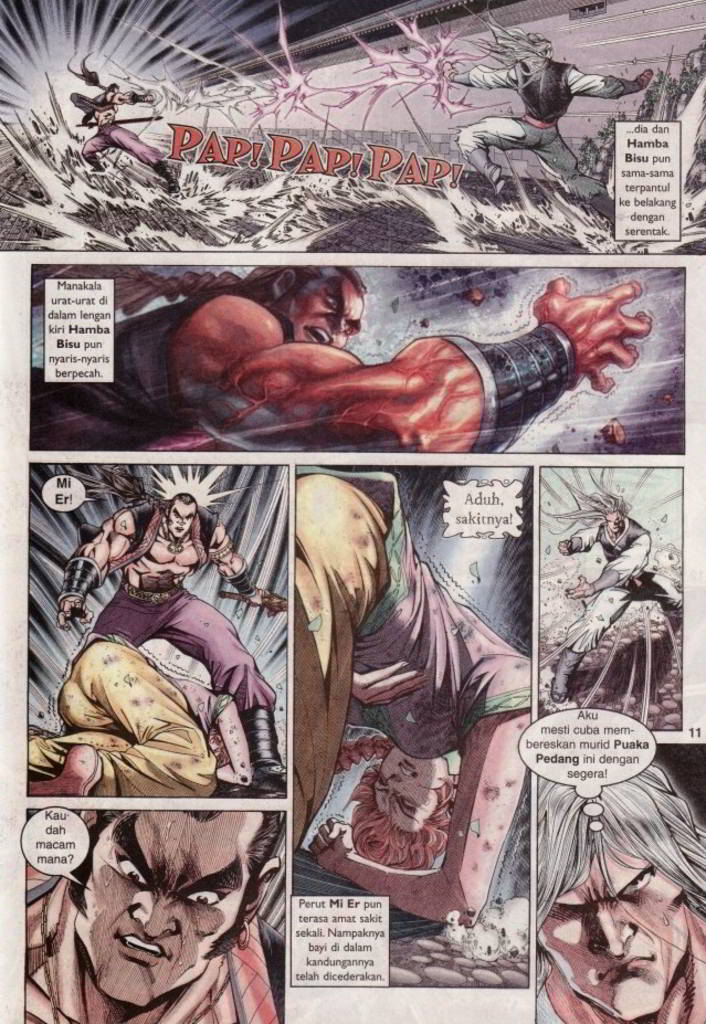 PAP! PAP! PAP!
...dia dan
Hamba
Bisu pun
sama-sama
terpantul
ke belakang
dengan
serentak.
Manakala
urat-urat di
dalam lengan
kiri Hamba
Bisu pun
nyaris-nyaris
berpecah.
Mi
Er!
Aduh,
sakitnya!
11
Kau-
dah
macam
mana?
Perut Mi Er pun
terasa amat sakit
sekali. Nampaknya
bayi di dalam
kandungannya
telah dicederakan.
Aku
mesti cuba mem-
bereskan murid Puaka
Pedang ini dengan
segera!